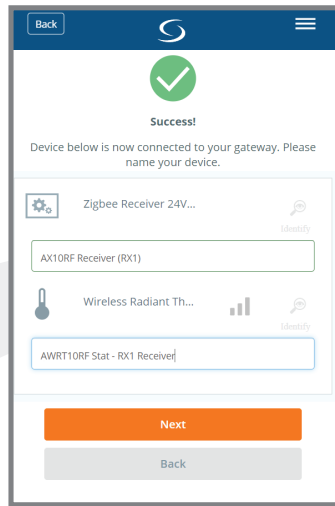 Back
Success!
Device below is now connected to your gateway. Please
name your device.
Zigbee Receiver 24V...
Identify
AX10RF Receiver (RX1)
Wireless Radiant Th...
Identify
AWRT10RF Stat - RX1 Receiver
Next
Back